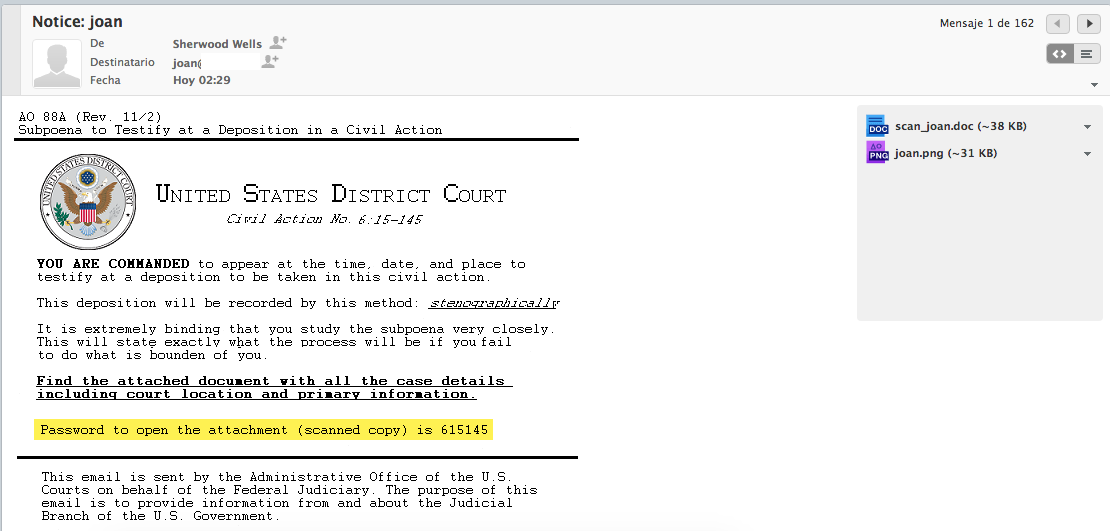 Notice: joan
Mensaje 1 de 162
De Sherwood Wells
Destinatario joan@
Fecha Hoy 02:29
AO 88A (Rev. 11/2)
Subpoena to Testify at a Deposition in a Civil Action
UNITED STATES DISTRICT COURT
UNITED STATES DISTRICT COURT
Civil Action No. 6:15-145
YOU ARE COMMANDED to appear at the time, date, and place to
testify at a deposition to be taken in this civil action.
This deposition will be recorded by this method: stenographically
It is extremely binding that you study the subpoena very closely.
This will state exactly what the process will be if you fail
to do what is bounden of you.
Find the attached document with all the case details
including court location and primary information.
Password to open the attachment (scanned copy) is 615145
This email is sent by the Administrative Office of the U.S.
Courts on behalf of the Federal Judiciary. The purpose of this
email is to provide information from and about the Judicial
Branch of the U.S. Government.
DOC scan_joan.doc (~38 KB)
PNG joan.png (~31 KB)